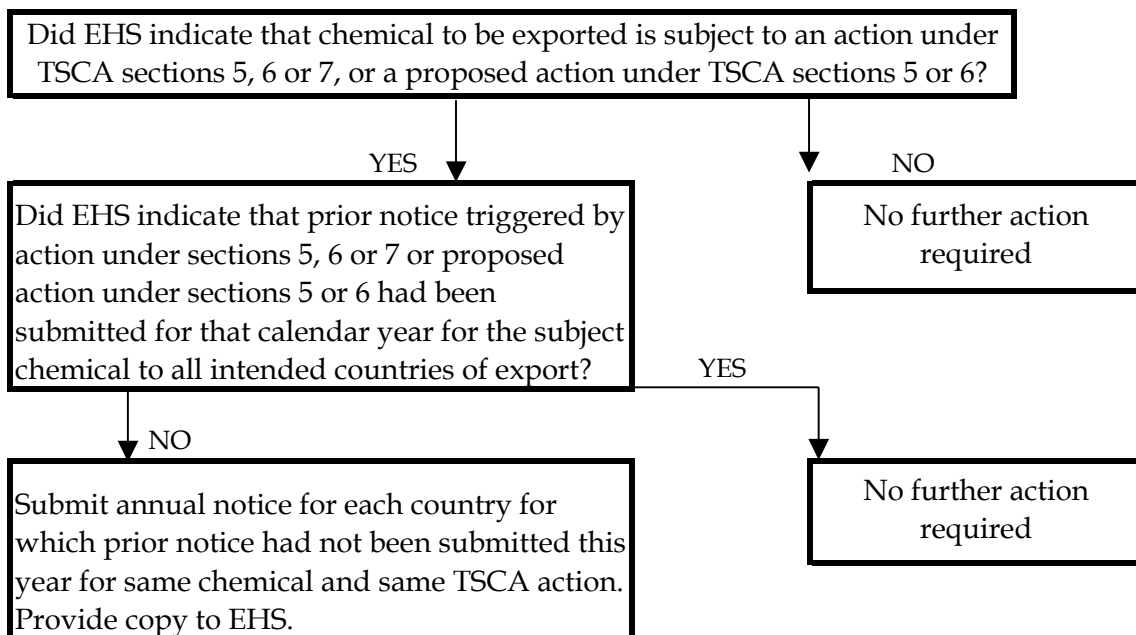 Did EHS indicate that chemical to be exported is subject to an action under
TSCA sections 5, 6 or 7, or a proposed action under TSCA sections 5 or 6?
YES
NO
Did EHS indicate that prior notice triggered by
action under sections 5, 6 or 7 or proposed
action under sections 5 or 6 had been
submitted for that calendar year for the subject
chemical to all intended countries of export?
No further action
required
YES
NO
Submit annual notice for each country for
which prior notice had not been submitted this
year for same chemical and same TSCA action.
Provide copy to EHS.
No further action
required